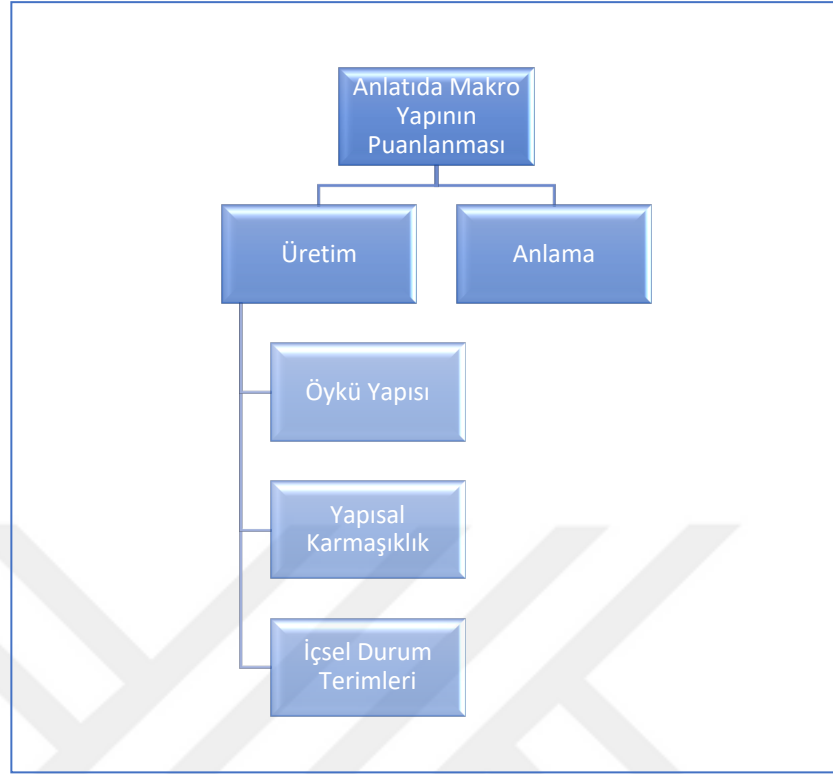 Anlatıda Makro
Yapının
Puanlanması
Üretim
Anlama
Öykü Yapısı
Yapısal
Karmaşıklık
İçsel Durum
Terimleri